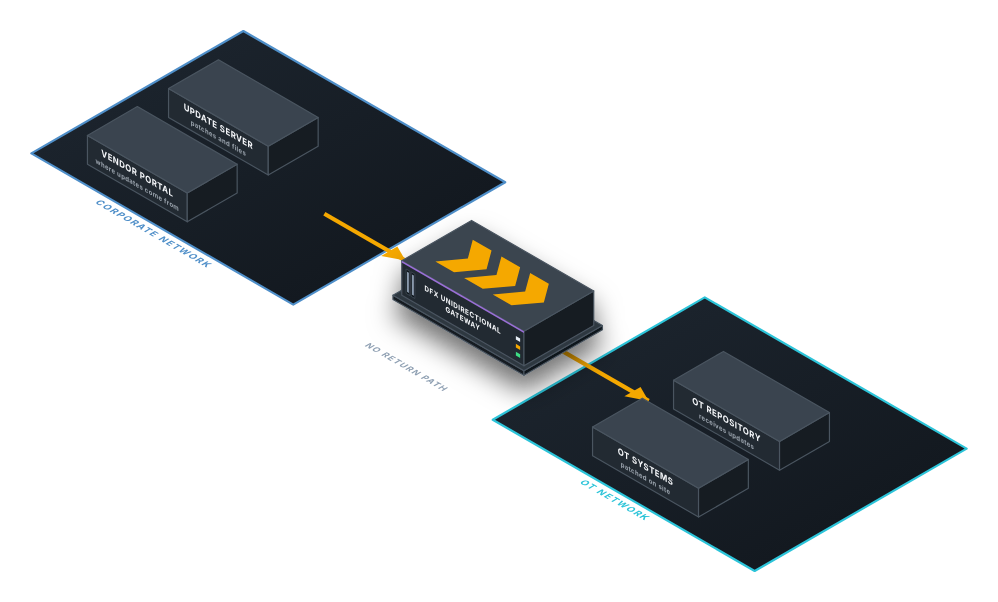 UPDATE SERVER
patches and files
VENDOR PORTAL
where updates come from
CORPORATE NETWORK
DFX UNIDIRECTIONAL
GATEWAY
NO RETURN PATH
OT REPOSITORY
receives updates
OT SYSTEMS
patched on site
OT NETWORK